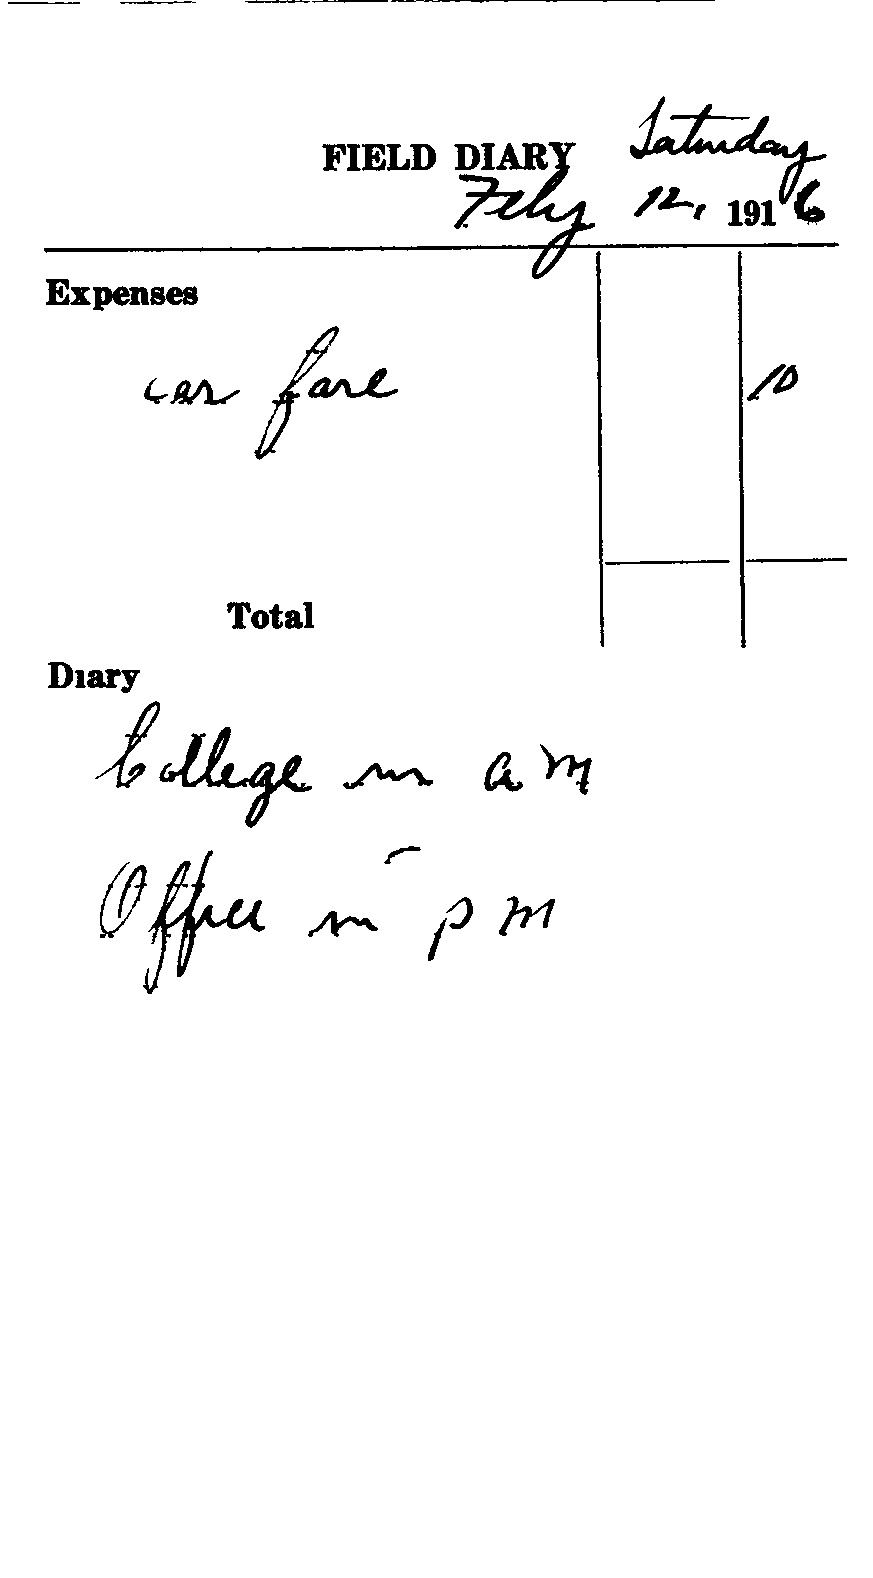 FIELD DIARY Saturday
Feby 12, 1916
Expenses
car fare 10
Total
Diary
College in a m
Office in p m